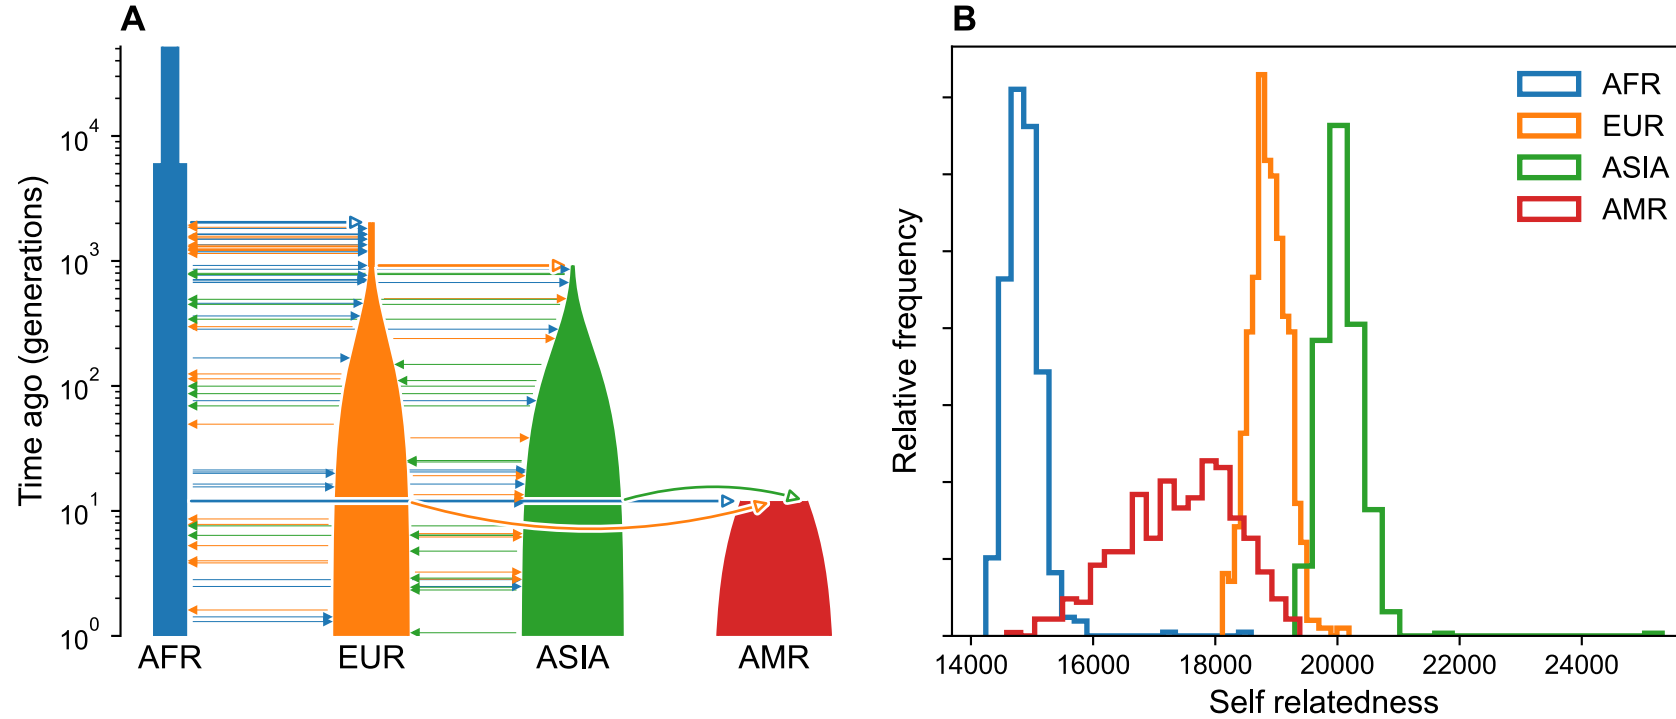 A
Time ago (generations)
10^4
10^3
10^2
10^1
10^0
AFR EUR ASIA AMR
B
Relative frequency
AFR
EUR
ASIA
AMR
14000 16000 18000 20000 22000 24000
Self relatedness